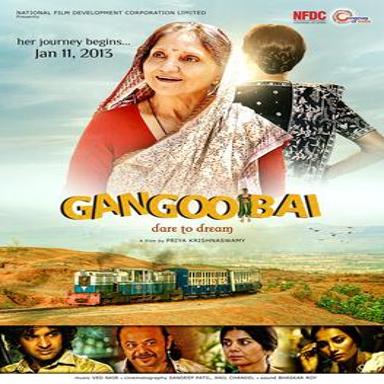 NATIONAL FILM DEVELOPMENT CORPORATION LIMITED
Presents
NFDC
her journey begins...
Jan 11, 2013
GANGOOBAI
dare to dream
A film by PRIYA KRISHNASWAMY
music VED NAIR • cinematography SANDEEP PATIL, ANIL CHANDEL • sound BHASKAR ROY